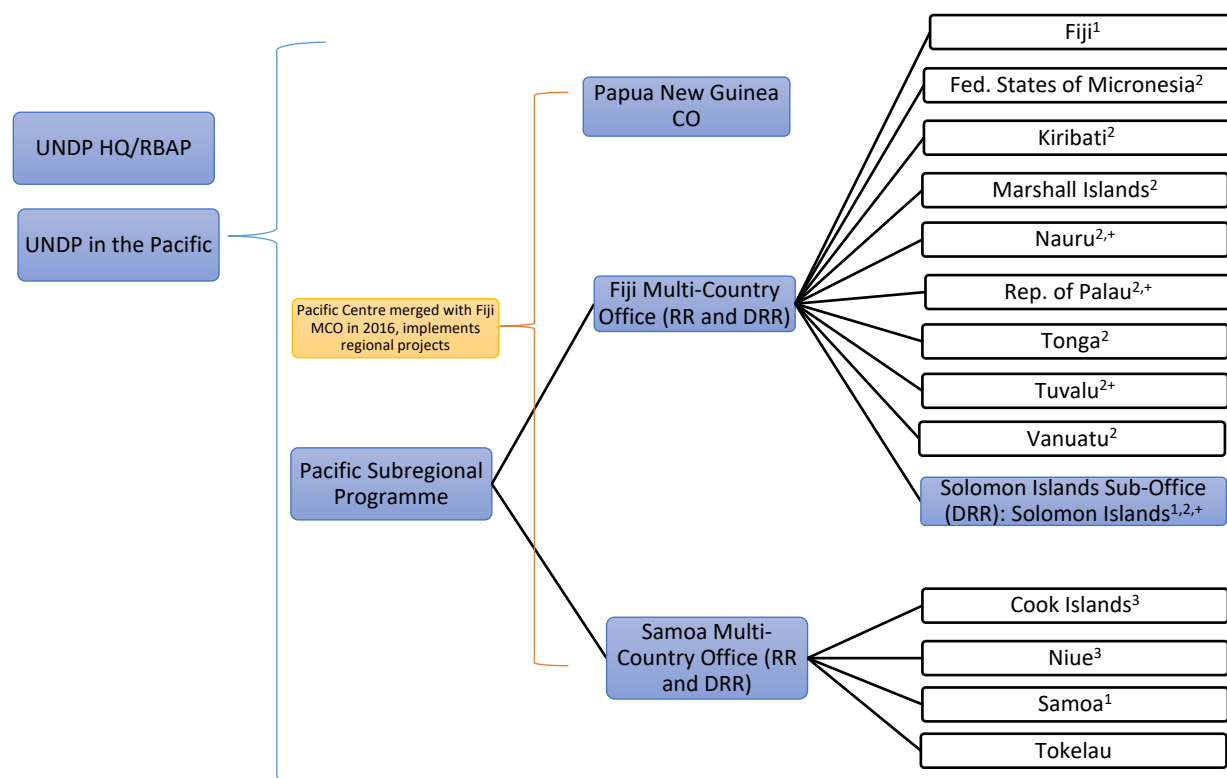 UNDP HQ/RBAP
UNDP in the Pacific
Pacific Centre merged with Fiji
MCO in 2016, implements
regional projects
Pacific Subregional
Programme
Papua New Guinea
CO
Fiji Multi-Country
Office (RR and DRR)
Samoa Multi-
Country Office (RR
and DRR)
Fiji¹
Fed. States of Micronesia²
Kiribati²
Marshall Islands²
Nauru²,⁺
Rep. of Palau²,⁺
Tonga²
Tuvalu²⁺
Vanuatu²
Solomon Islands Sub-Office
(DRR): Solomon Islands¹,²,⁺
Cook Islands³
Niue³
Samoa¹
Tokelau